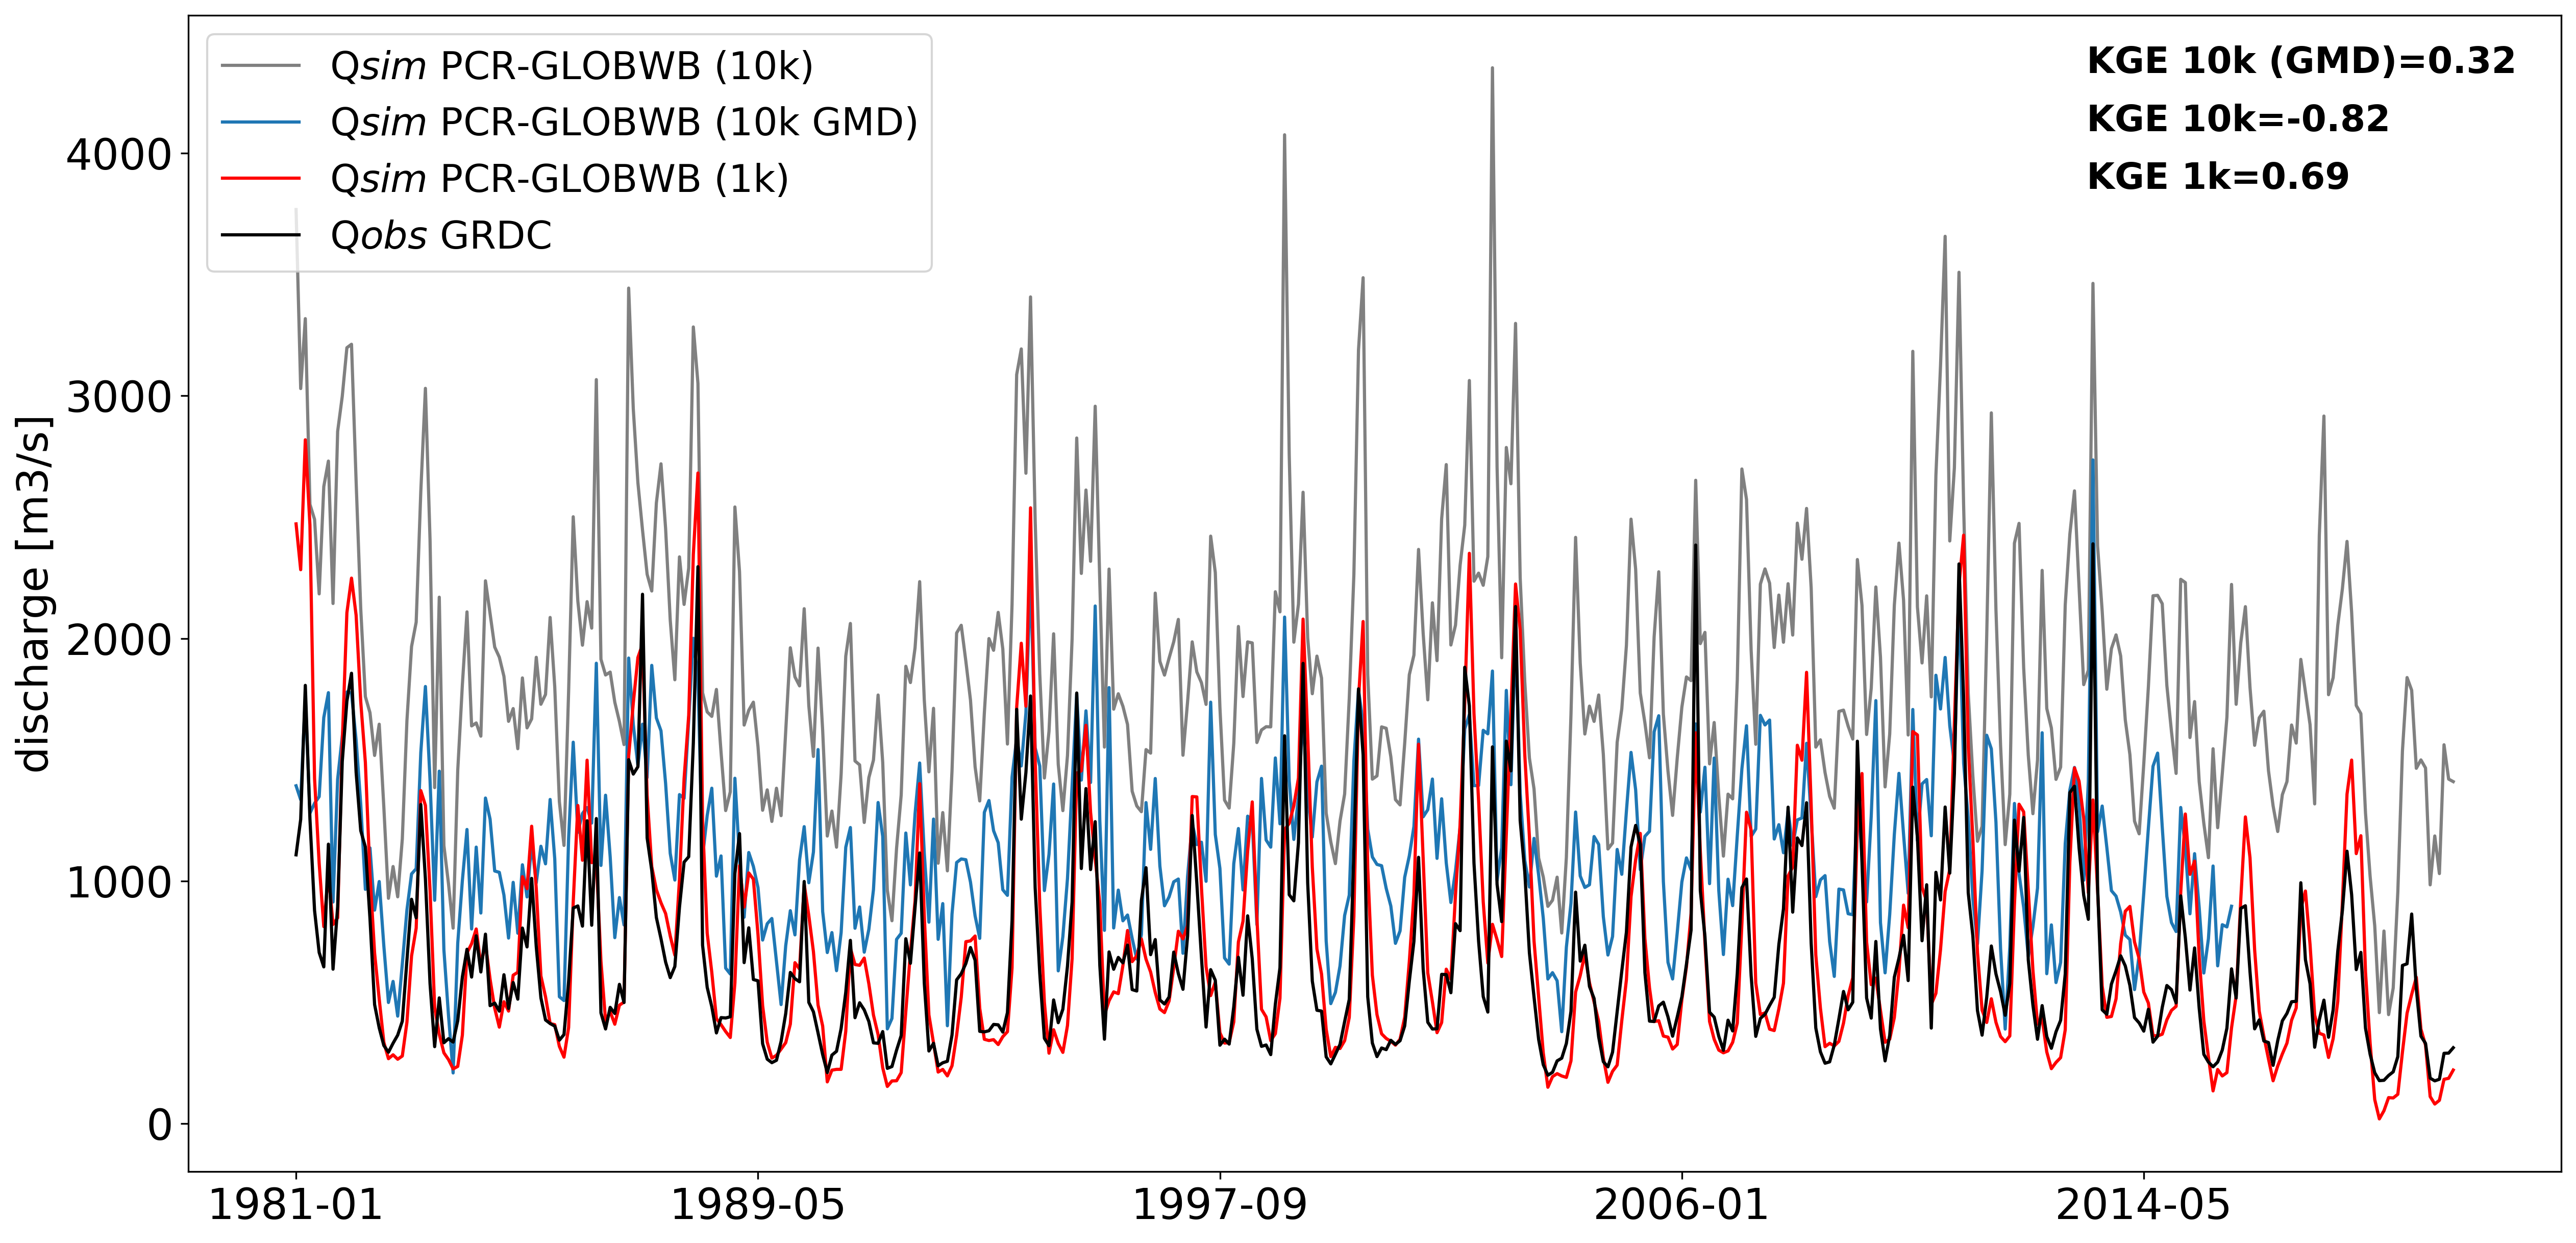 Qsim PCR-GLOBWB (10k)
Qsim PCR-GLOBWB (10k GMD)
Qsim PCR-GLOBWB (1k)
Qobs GRDC
KGE 10k (GMD)=0.32
KGE 10k=-0.82
KGE 1k=0.69
discharge [m3/s]
4000
3000
2000
1000
0
1981-01
1989-05
1997-09
2006-01
2014-05